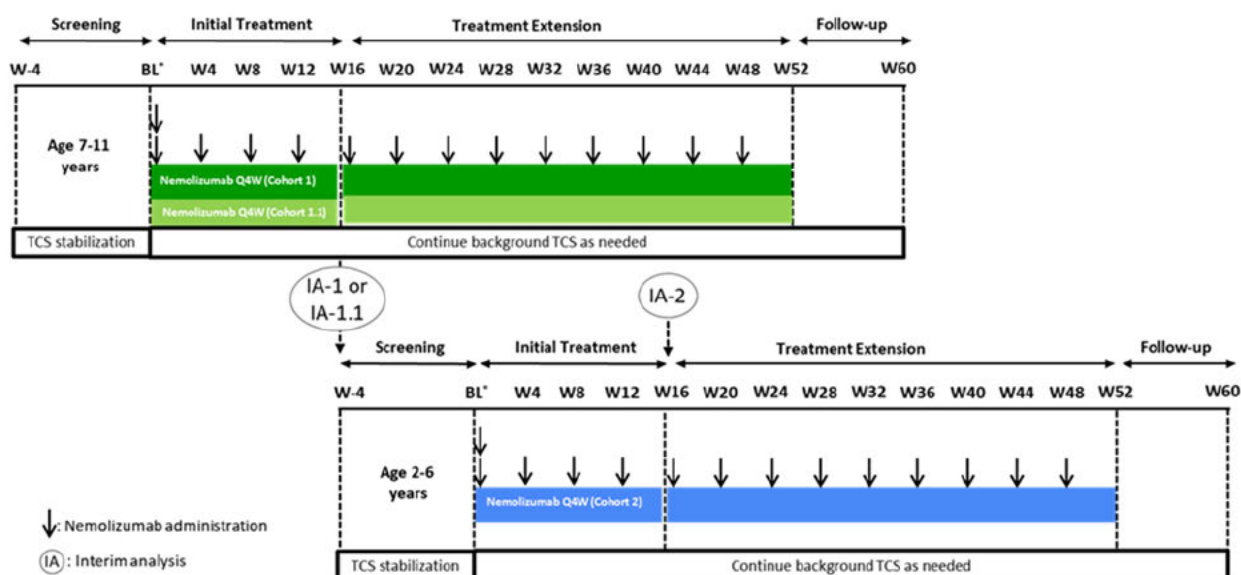 Screening Initial Treatment Treatment Extension Follow-up
W-4 BL* W4 W8 W12 W16 W20 W24 W28 W32 W36 W40 W44 W48 W52 W60
Age 7-11
years
Nemolizumab Q4W (Cohort 1)
Nemolizumab Q4W (Cohort 1.1)
TCS stabilization Continue background TCS as needed
IA-1 or
IA-1.1
IA-2
Screening Initial Treatment Treatment Extension Follow-up
W-4 BL* W4 W8 W12 W16 W20 W24 W28 W32 W36 W40 W44 W48 W52 W60
Age 2-6
years
Nemolizumab Q4W (Cohort 2)
: Nemolizumab administration
IA : Interim analysis
TCS stabilization Continue background TCS as needed